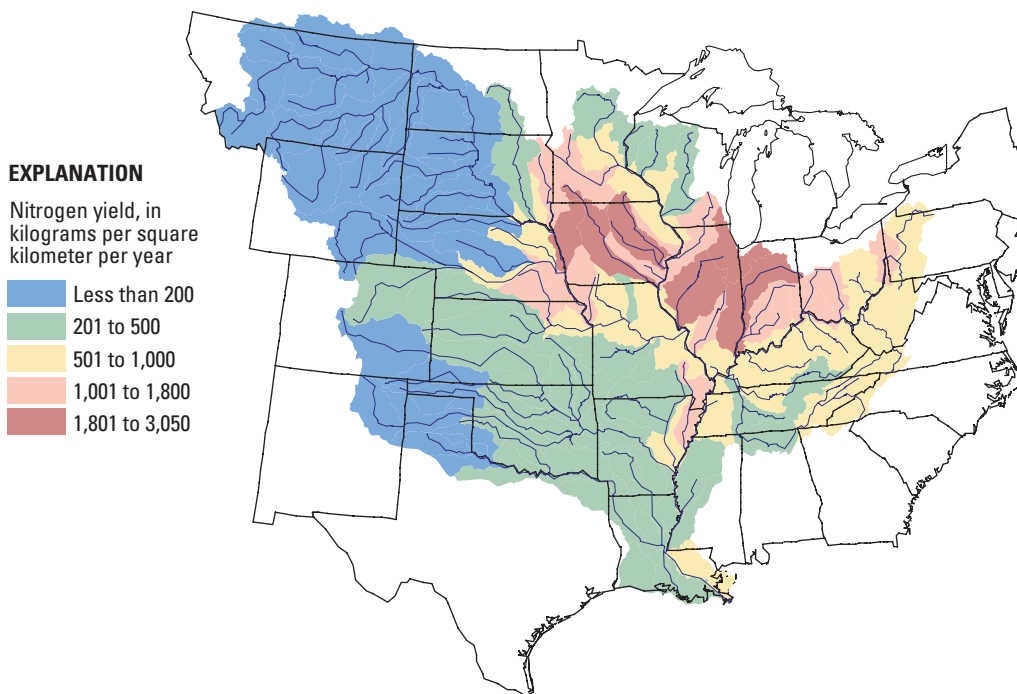 EXPLANATION
Nitrogen yield, in
kilograms per square
kilometer per year
Less than 200
201 to 500
501 to 1,000
1,001 to 1,800
1,801 to 3,050